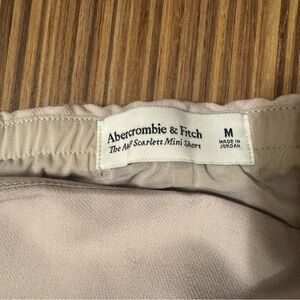 Abercrombie & Fitch
The A&F Scarlett Mini Skort
M
MADE IN
JORDAN